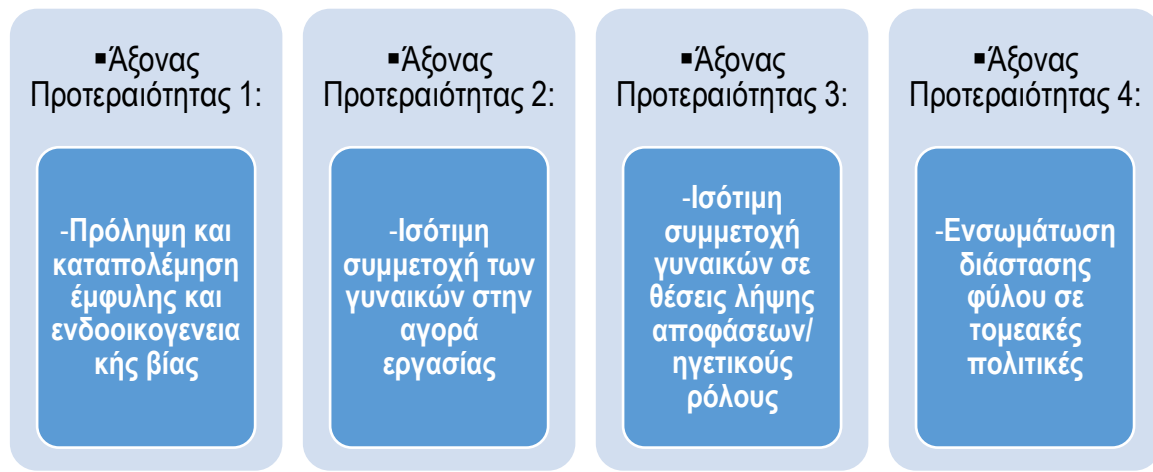 ▪Άξονας
Προτεραιότητας 1:
-Πρόληψη και
καταπολέμηση
έμφυλης και
ενδοοικογενεια
κής βίας
▪Άξονας
Προτεραιότητας 2:
-Ισότιμη
συμμετοχή των
γυναικών στην
αγορά
εργασίας
▪Άξονας
Προτεραιότητας 3:
-Ισότιμη
συμμετοχή
γυναικών σε
θέσεις λήψης
αποφάσεων/
ηγετικούς
ρόλους
▪Άξονας
Προτεραιότητας 4:
-Ενσωμάτωση
διάστασης
φύλου σε
τομεακές
πολιτικές